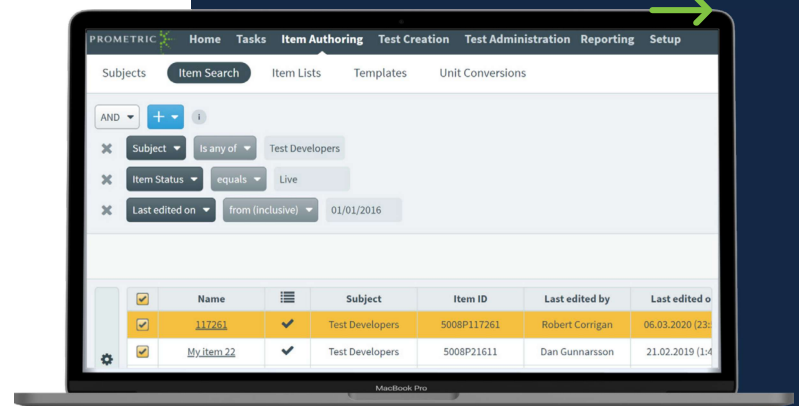 PROMETRIC Home Tasks Item Authoring Test Creation Test Administration Reporting Setup
Subjects Item Search Item Lists Templates Unit Conversions
AND + i
Subject Is any of Test Developers
Item Status equals Live
Last edited on from (inclusive) 01/01/2016
Name Subject Item ID Last edited by Last edited o
117261 Test Developers 5008P117261 Robert Corrigan 06.03.2020 (23:
My item 22 Test Developers 5008P21611 Dan Gunnarsson 21.02.2019 (1:4
MacBook Pro